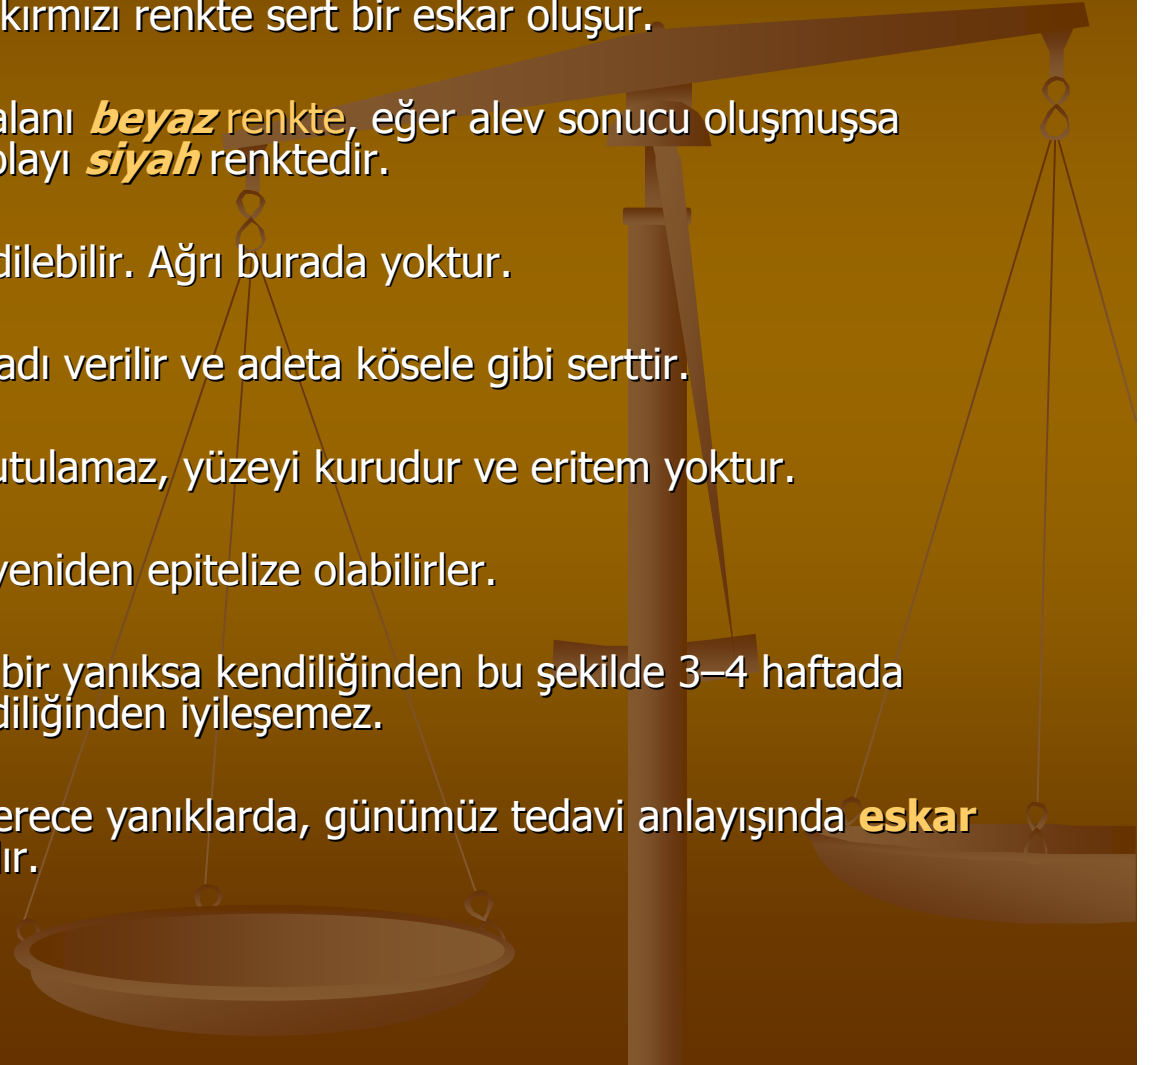 kırmızı renkte sert bir eskar oluşur.
alanı beyaz renkte, eğer alev sonucu oluşmuşsa
olayı siyah renktedir.
dilebilir. Ağrı burada yoktur.
adı verilir ve adeta kösele gibi serttir.
utulamaz, yüzeyi kurudur ve eritem yoktur.
yeniden epitelize olabilirler.
bir yanıksa kendiliğinden bu şekilde 3–4 haftada
diliğinden iyileşemez.
erece yanıklarda, günümüz tedavi anlayışında eskar
ır.